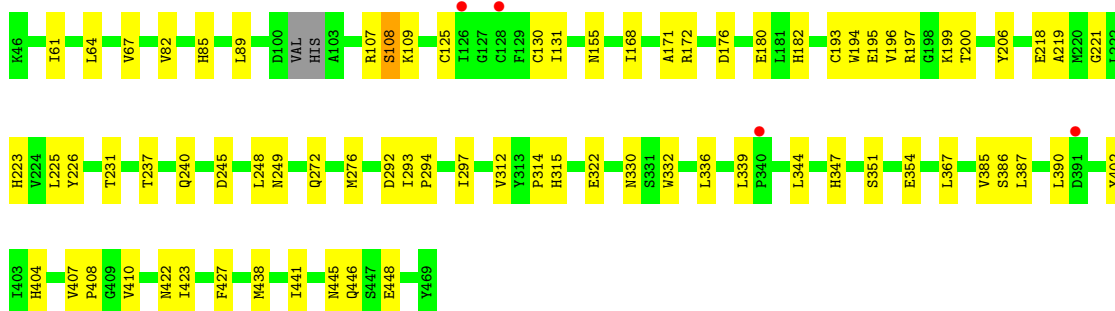 K46 I61 L64 V67 V82 H85 L89 D100 VAL HIS A103 R107 S108 K109 C125 I126 G127 C128 F129 C130 I131 N155 I168 A171 R172 D176 E180 L181 H182 C193 W194 E195 V196 R197 G198 K199 T200 Y206 E218 A219 M220 G221
H223 V224 L225 Y226 T231 T237 Q240 D245 L248 N249 Q272 M276 D292 I293 P294 I297 V312 Y313 P314 H315 E322 N330 S331 W332 L336 L339 P340 L344 H347 S351 E354 L367 V385 S386 L387 L390 D391
I403 H404 V407 P408 G409 V410 N422 I423 F427 M438 I441 N445 Q446 S447 E448 Y469